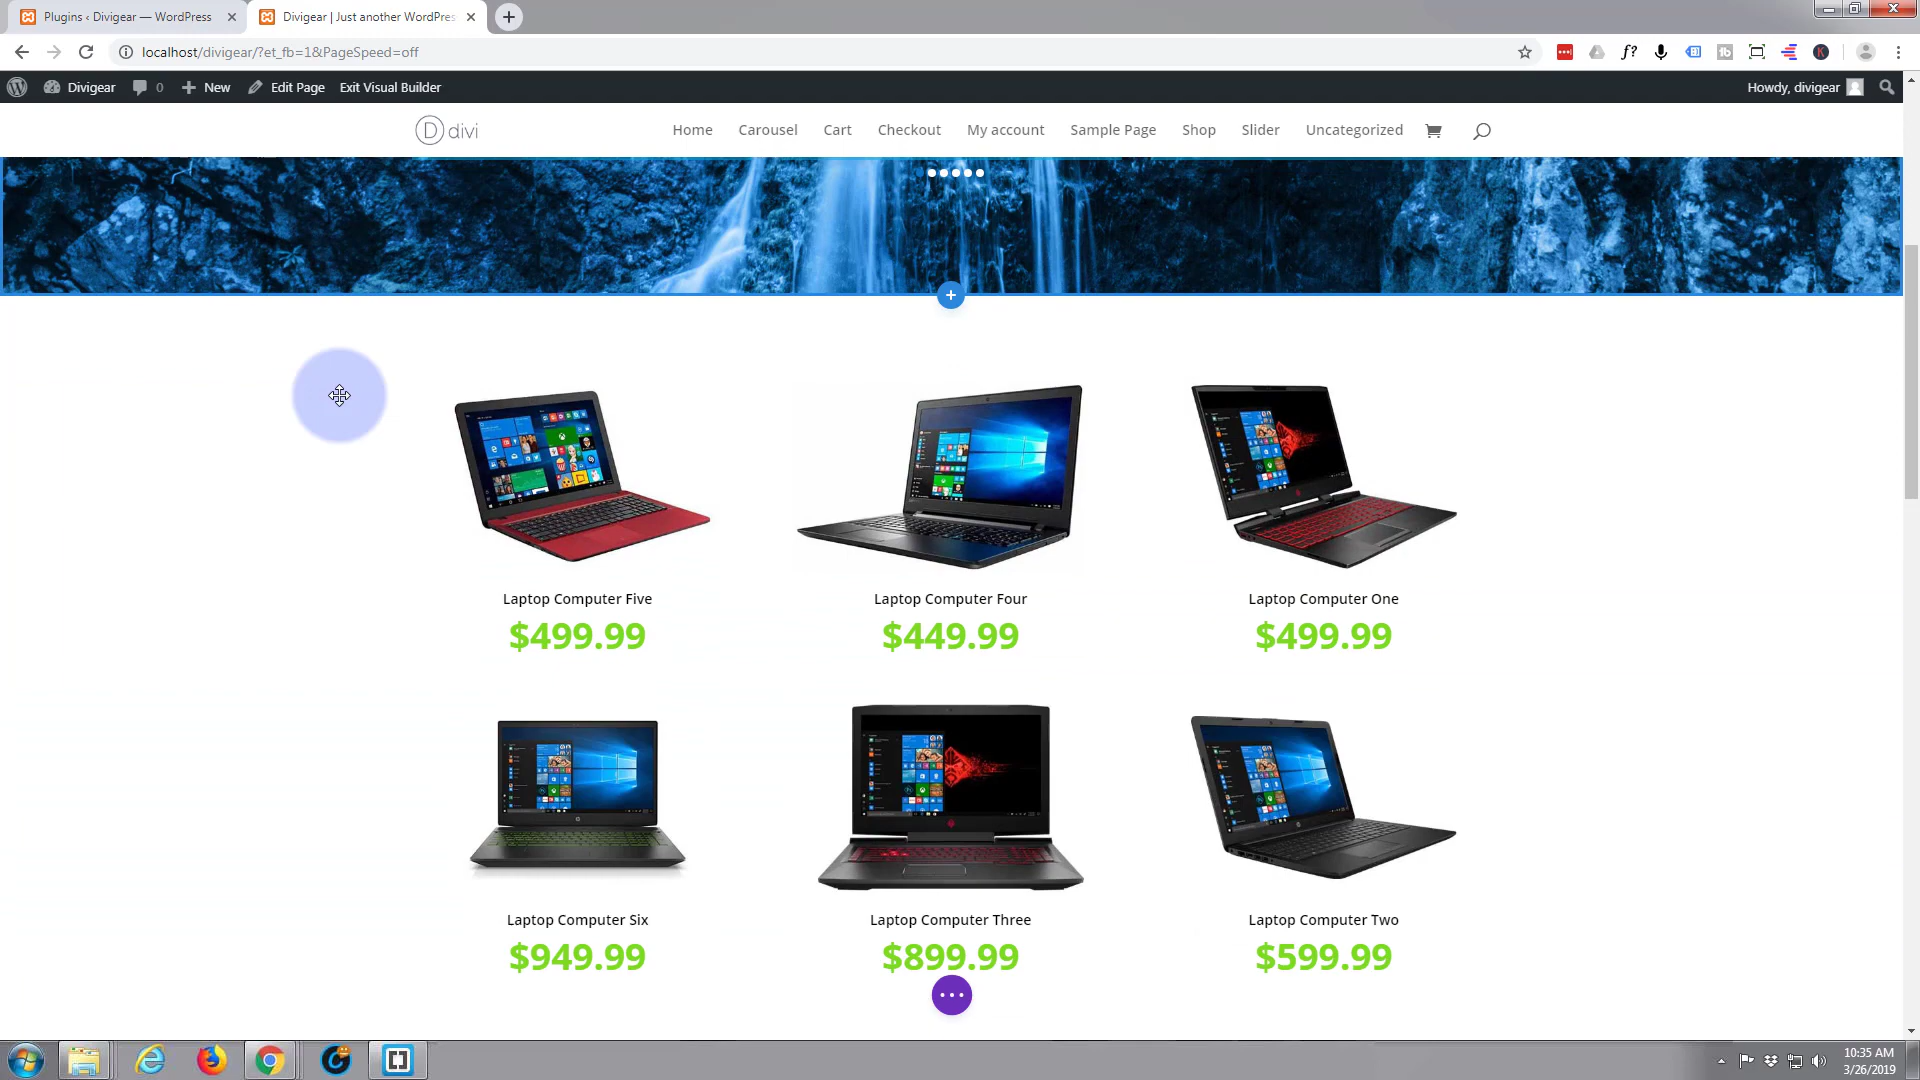 Plugins ‹ Divigear — WordPress
Divigear | Just another WordPres
localhost/divigear/?et_fb=1&PageSpeed=off
Divigear 0 New Edit Page Exit Visual Builder Howdy, divigear
D divi Home Carousel Cart Checkout My account Sample Page Shop Slider Uncategorized
Laptop Computer Five
$499.99
Laptop Computer Four
$449.99
Laptop Computer One
$499.99
Laptop Computer Six
$949.99
Laptop Computer Three
$899.99
Laptop Computer Two
$599.99
10:35 AM
3/26/2019